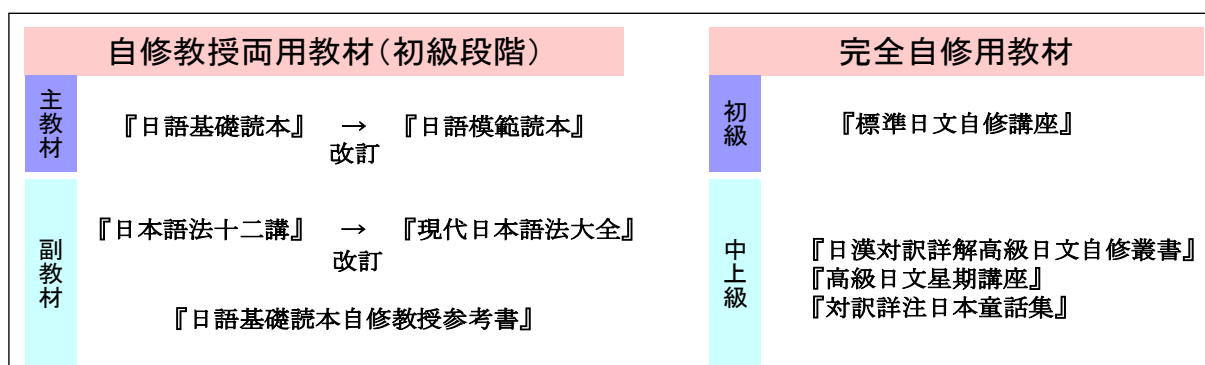 自修教授両用教材(初級段階)
主教材
『日語基礎読本』 → 『日語模範読本』
改訂
副教材
『日本語法十二講』 → 『現代日本語法大全』
改訂
『日語基礎読本自修教授参考書』
完全自修用教材
初級
『標準日文自修講座』
中上級
『日漢対訳詳解高級日文自修叢書』
『高級日文星期講座』
『対訳詳注日本童話集』